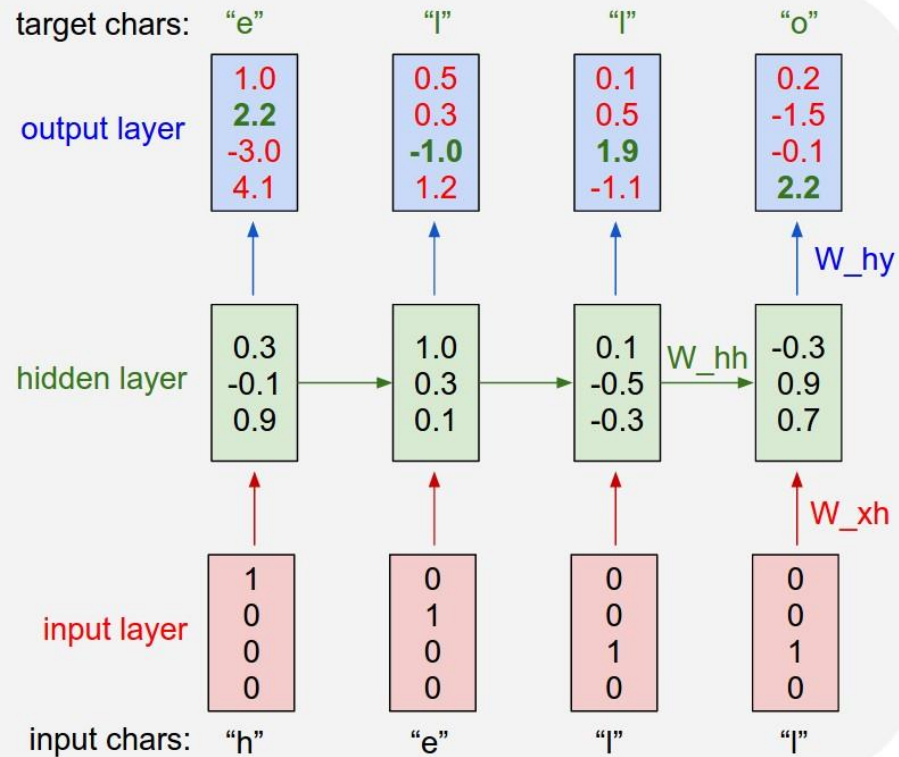 target chars: “e” “l” “l” “o”
output layer
1.0 0.5 0.1 0.2
2.2 0.3 0.5 -1.5
-3.0 -1.0 1.9 -0.1
4.1 1.2 -1.1 2.2
W_hy
hidden layer
0.3 1.0 0.1 -0.3
-0.1 0.3 -0.5 0.9
0.9 0.1 -0.3 0.7
W_hh
W_xh
input layer
1 0 0 0
0 1 0 0
0 0 1 1
0 0 0 0
input chars: “h” “e” “l” “l”